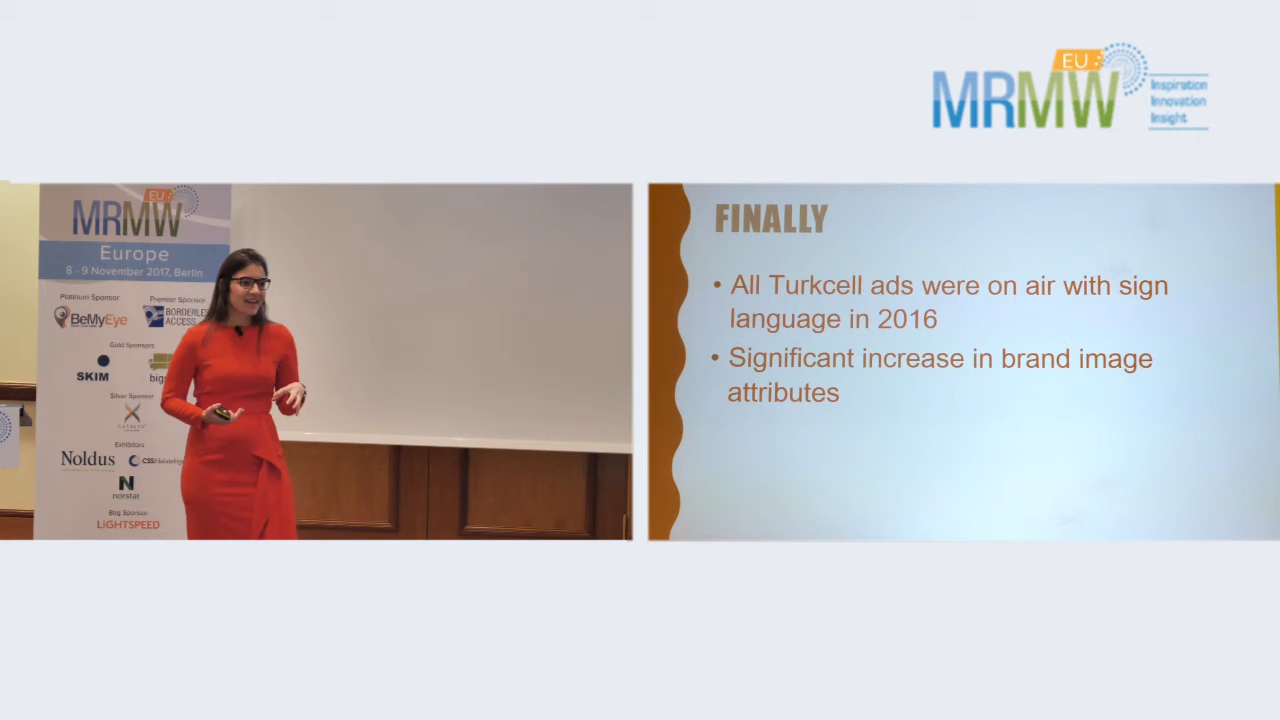 EU
MRMW
Inspiration
Innovation
Insight
EU
MRMW
Europe
8 - 9 November 2017, Berlin
Platinum Sponsor
Premier Sponsor
BeMyEye
BORDERLESS
ACCESS
Gold Sponsors
SKIM
Silver Sponsor
Exhibitors
Noldus
norstat
Bag Sponsor
LIGHTSPEED
FINALLY
• All Turkcell ads were on air with sign
language in 2016
• Significant increase in brand image
attributes